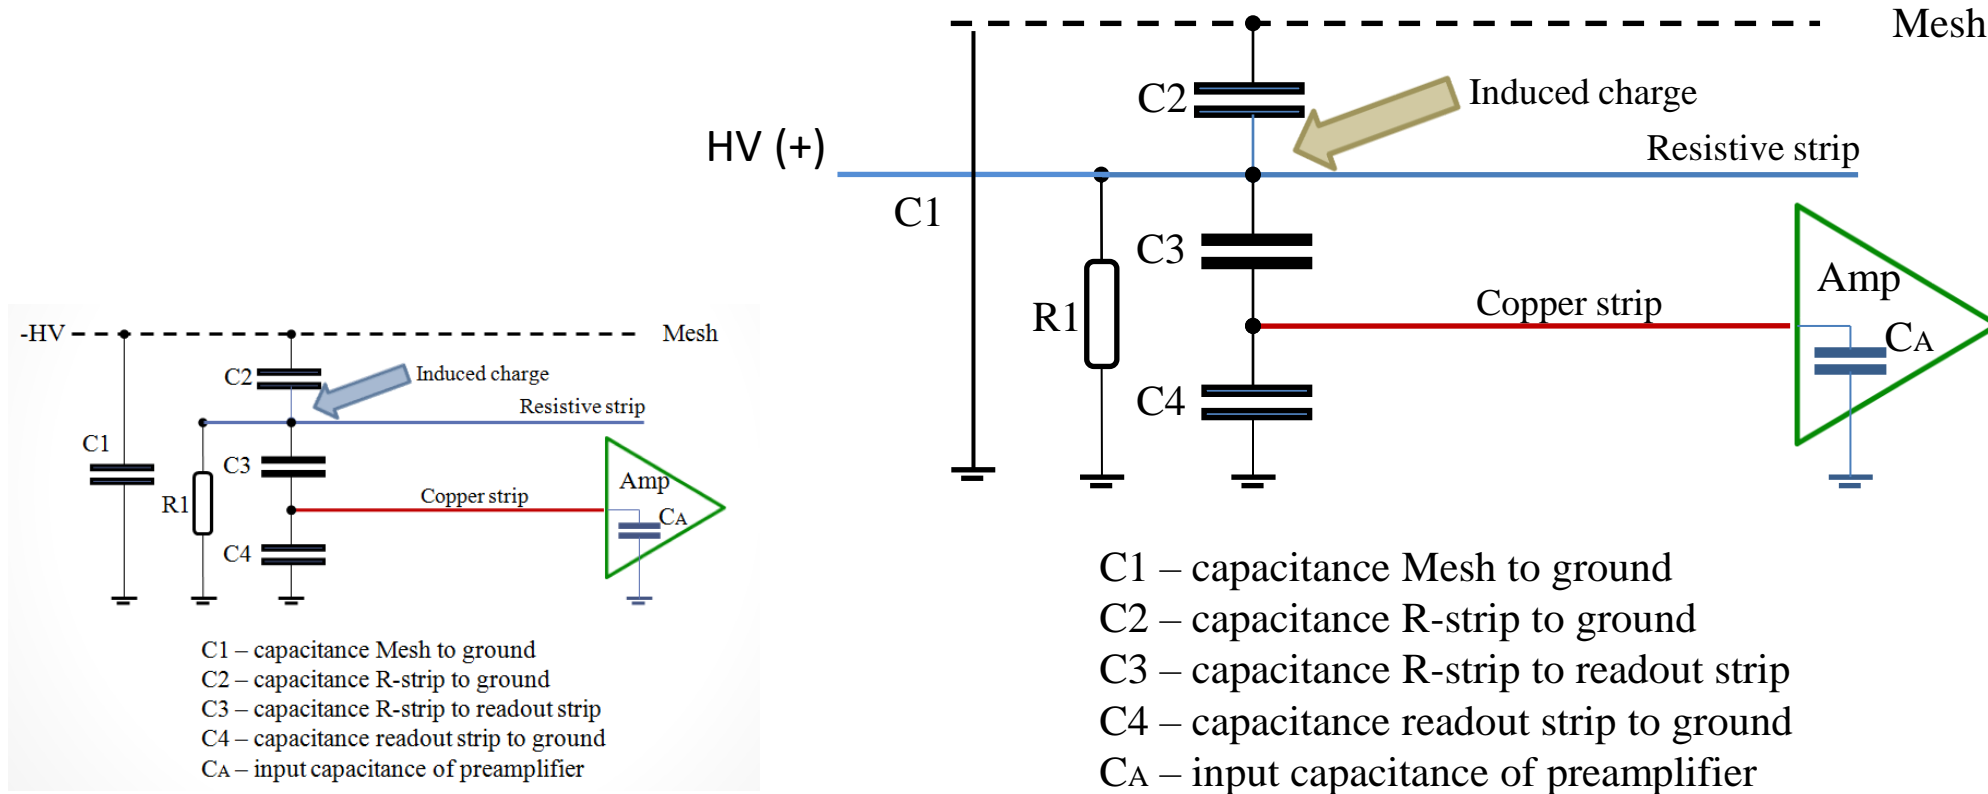 -HV
Mesh
C2
Induced charge
Resistive strip
C1
C3
R1
Copper strip
Amp
CA
C4
C1 – capacitance Mesh to ground
C2 – capacitance R-strip to ground
C3 – capacitance R-strip to readout strip
C4 – capacitance readout strip to ground
CA – input capacitance of preamplifier
Mesh
C2
Induced charge
HV (+)
Resistive strip
C1
C3
Amp
R1
Copper strip
CA
C4
C1 – capacitance Mesh to ground
C2 – capacitance R-strip to ground
C3 – capacitance R-strip to readout strip
C4 – capacitance readout strip to ground
CA – input capacitance of preamplifier